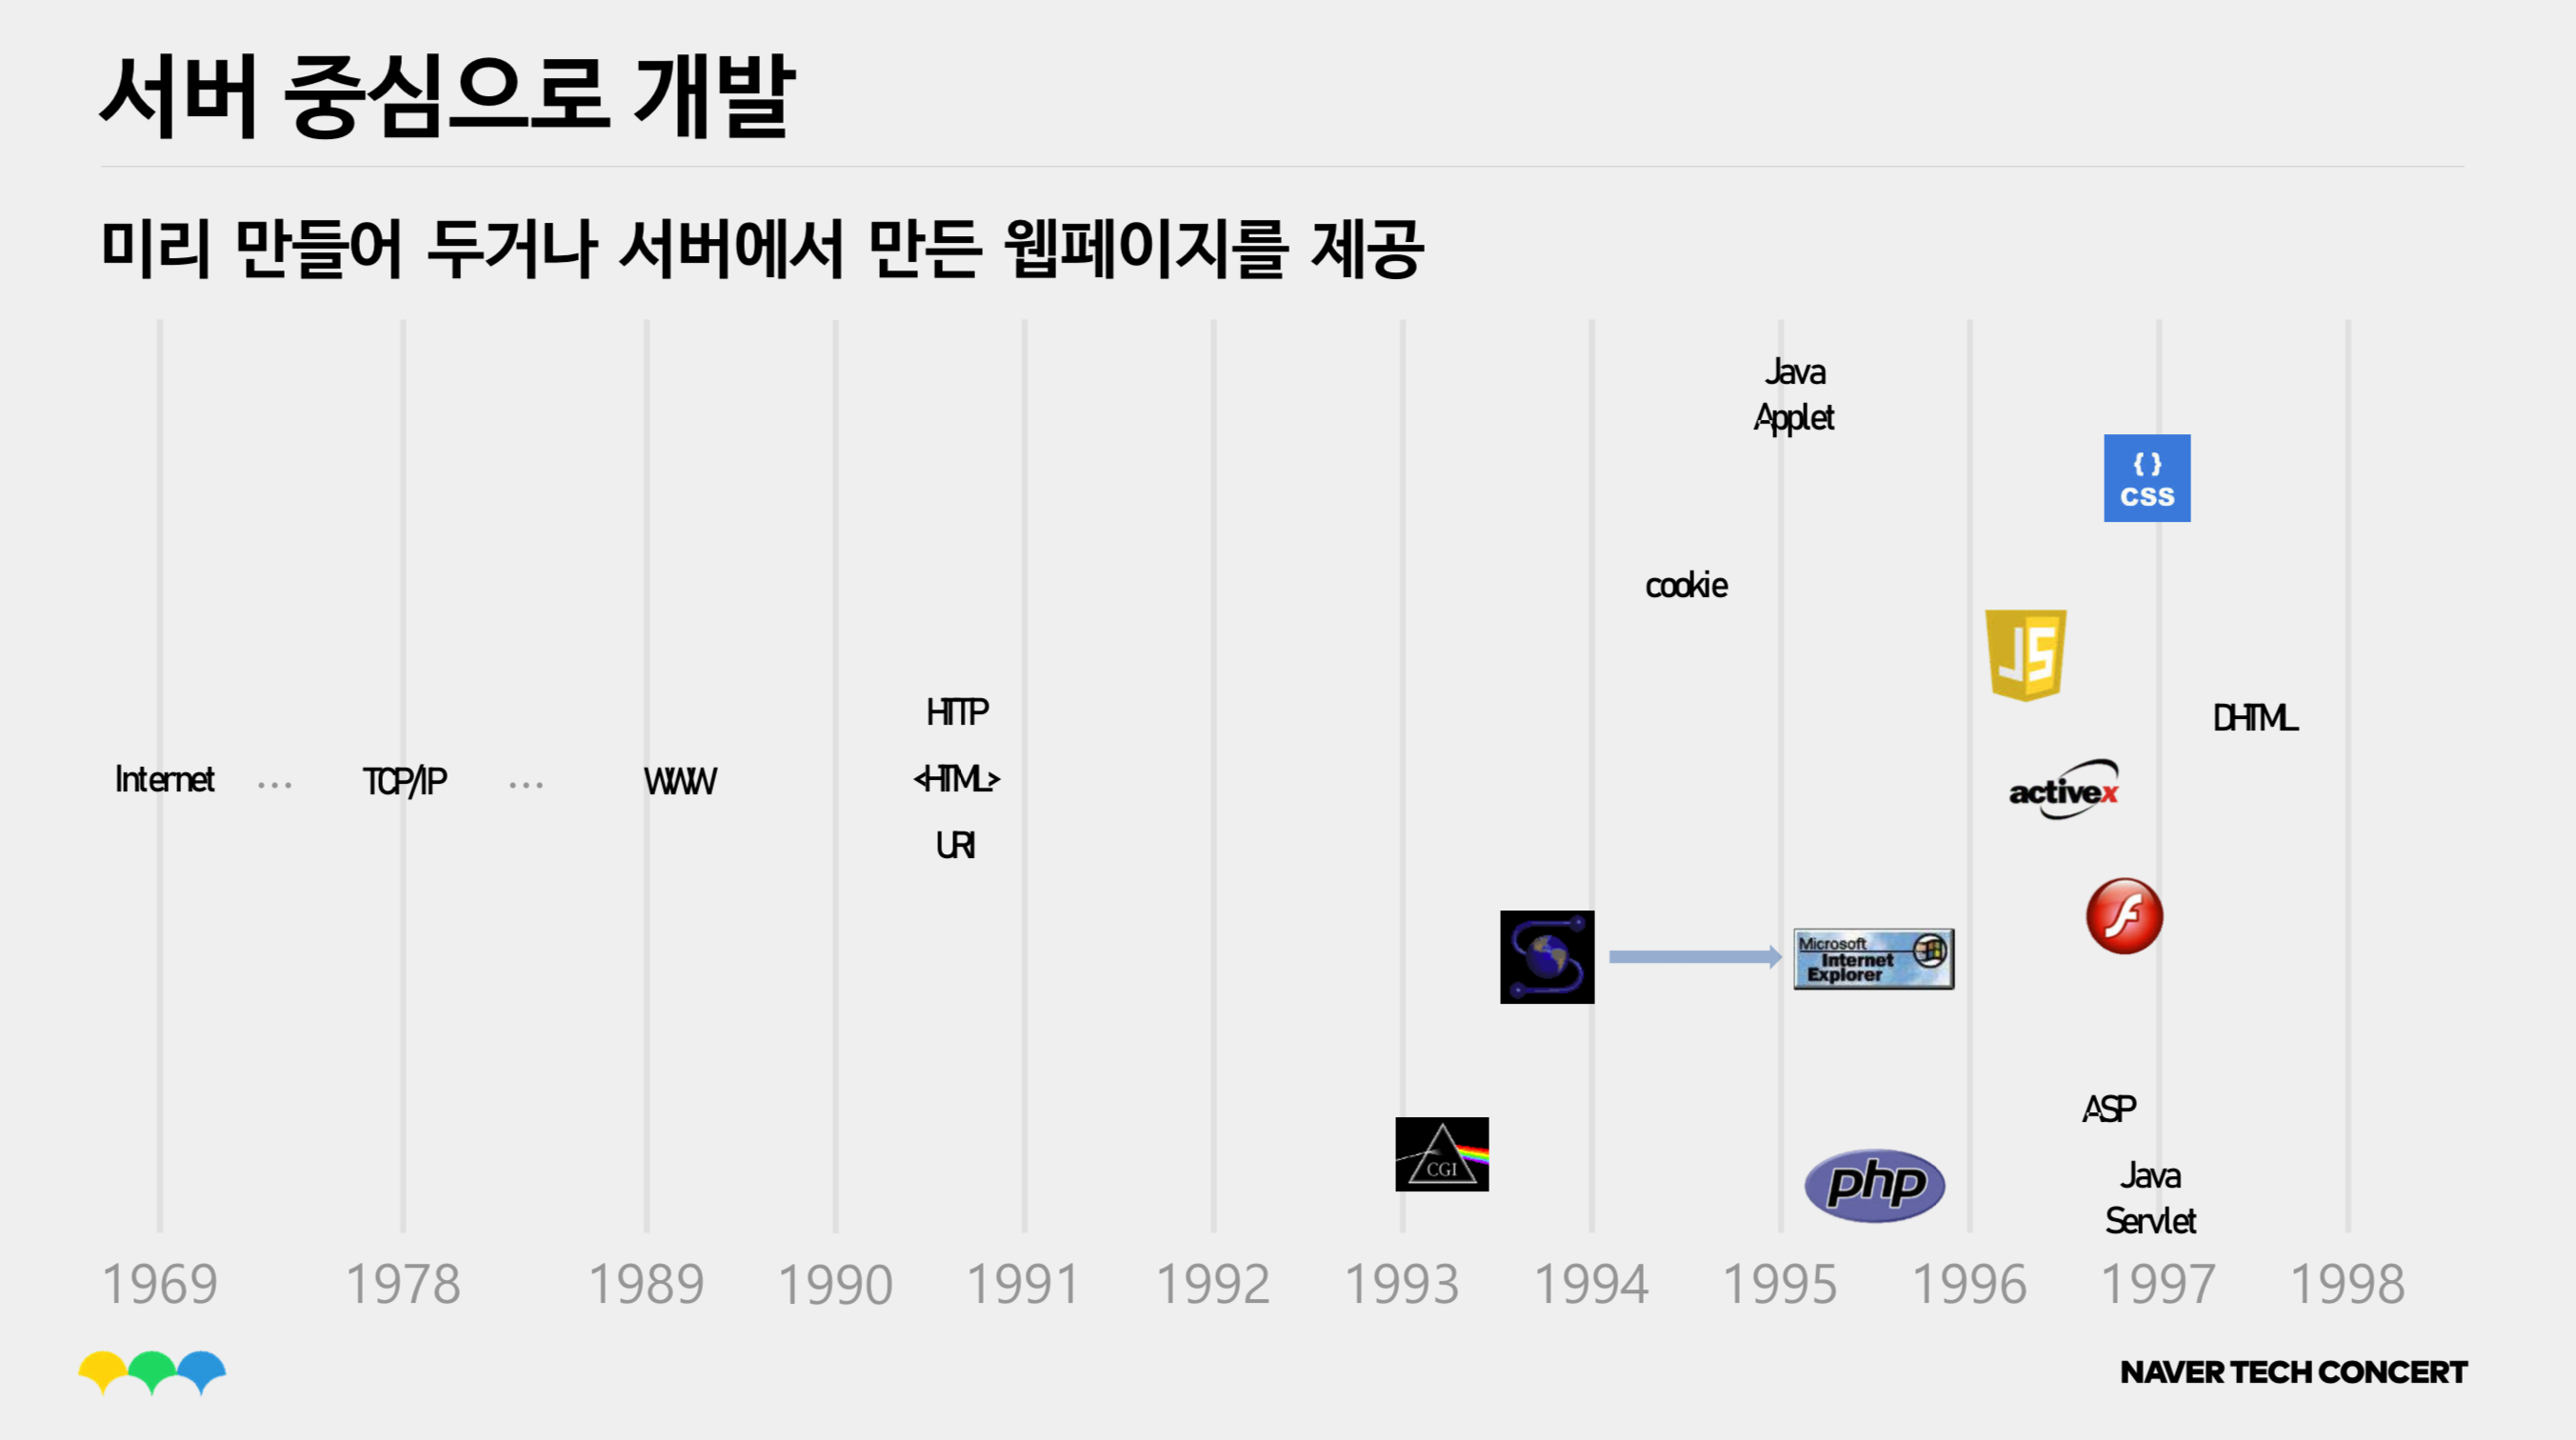 서버 중심으로 개발
미리 만들어 두거나 서버에서 만든 웹페이지를 제공
Java
Applet
{ }
css
cookie
JS
HTTP
DHTML
Internet ... TCP/IP ... WWW
<HTML>
activex
URI
f
Microsoft
Internet
Explorer
CGI
ASP
php
Java
Servlet
1969 1978 1989 1990 1991 1992 1993 1994 1995 1996 1997 1998
NAVER TECH CONCERT